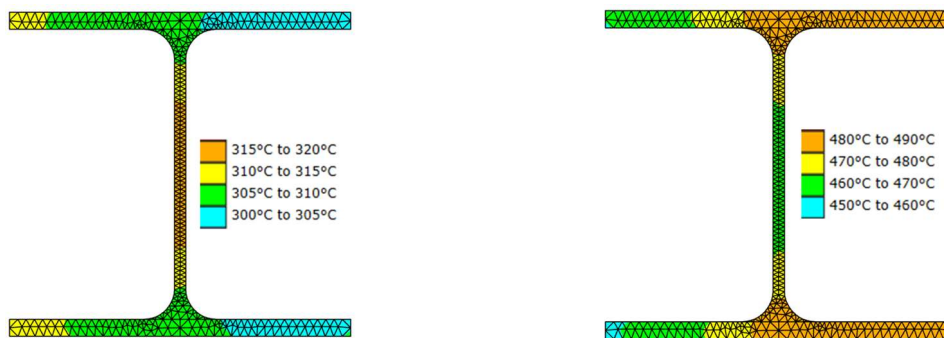 315°C to 320°C
310°C to 315°C
305°C to 310°C
300°C to 305°C
480°C to 490°C
470°C to 480°C
460°C to 470°C
450°C to 460°C